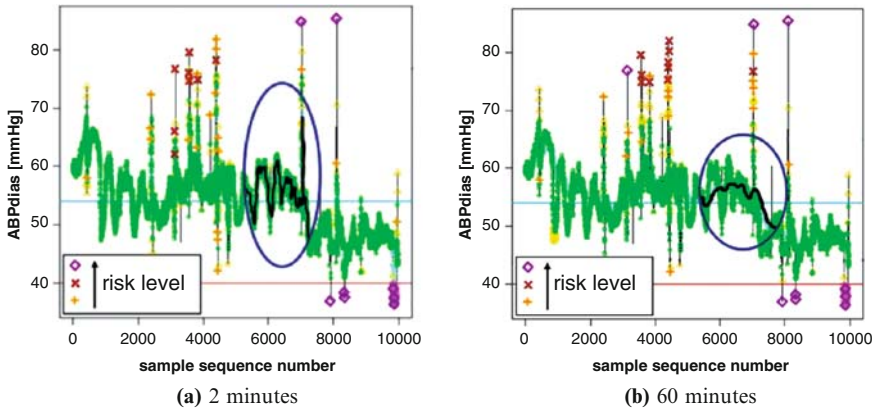 80
70
60
50
40
ABPdias [mmHg]
risk level
0 2000 4000 6000 8000 10000
sample sequence number
(a) 2 minutes
80
70
60
50
40
ABPdias [mmHg]
risk level
0 2000 4000 6000 8000 10000
sample sequence number
(b) 60 minutes